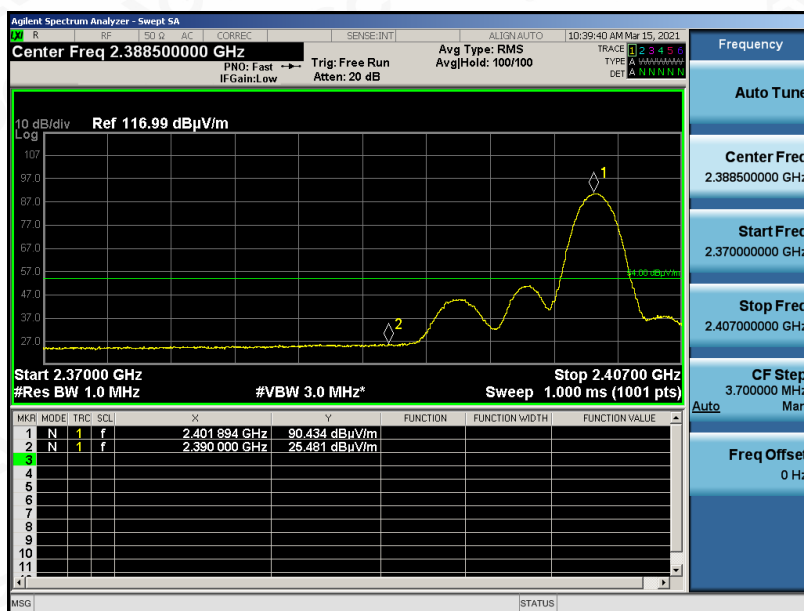 Agilent Spectrum Analyzer - Swept SA
LXI R RF 50 Ω AC CORREC SENSE:INT ALIGN AUTO 10:39:40 AM Mar 15, 2021
Center Freq 2.388500000 GHz
PNO: Fast
IFGain:Low
Trig: Free Run
Atten: 20 dB
Avg Type: RMS
Avg|Hold: 100/100
TRACE 1 2 3 4 5 6
TYPE A WWWWW
DET A N N N N N
10 dB/div Ref 116.99 dBµV/m
Log
107
97.0
87.0
77.0
67.0
57.0
47.0
37.0
27.0
1
2
54.00 dBµV/m
Start 2.37000 GHz Stop 2.40700 GHz
#Res BW 1.0 MHz #VBW 3.0 MHz* Sweep 1.000 ms (1001 pts)
MKR MODE TRC SCL X Y FUNCTION FUNCTION WIDTH FUNCTION VALUE
1 N 1 f 2.401 894 GHz 90.434 dBµV/m
2 N 1 f 2.390 000 GHz 25.481 dBµV/m
3
4
5
6
7
8
9
10
11
MSG STATUS
Frequency
Auto Tune
Center Freq
2.388500000 GHz
Start Freq
2.370000000 GHz
Stop Freq
2.407000000 GHz
CF Step
3.700000 MHz
Auto Man
Freq Offset
0 Hz